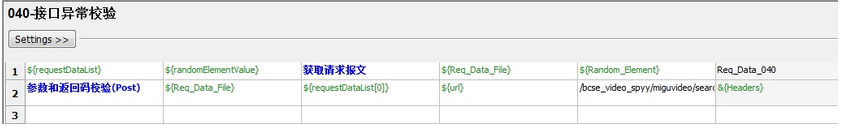 040-接口异常校验
Settings >>
1 ${requestDataList} ${randomElementValue} 获取请求报文 ${Req_Data_File} ${Random_Element} Req_Data_040
2 参数和返回码校验(Post) ${Req_Data_File} ${requestDataList[0]} ${url} /bcse_video_spyy/miguvideo/sear &{Headers}
3